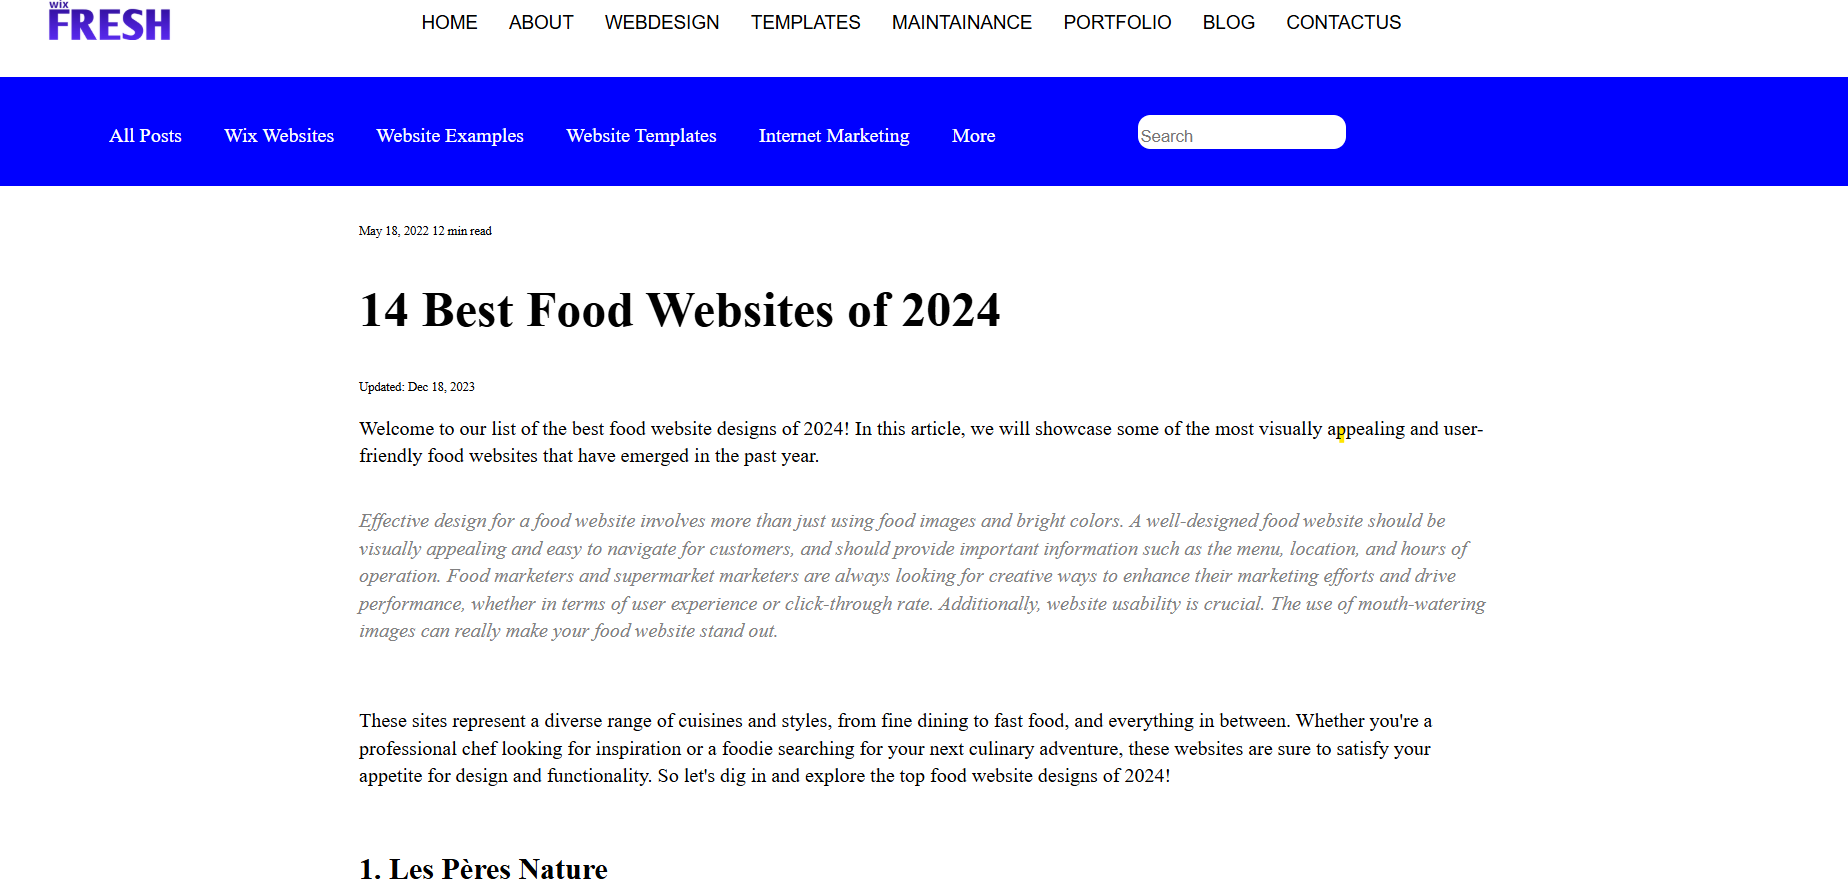 wix
FRESH
HOME ABOUT WEBDESIGN TEMPLATES MAINTAINANCE PORTFOLIO BLOG CONTACTUS
All Posts Wix Websites Website Examples Website Templates Internet Marketing More Search
May 18, 2022 12 min read
14 Best Food Websites of 2024
Updated: Dec 18, 2023
Welcome to our list of the best food website designs of 2024! In this article, we will showcase some of the most visually appealing and user-
friendly food websites that have emerged in the past year.
Effective design for a food website involves more than just using food images and bright colors. A well-designed food website should be
visually appealing and easy to navigate for customers, and should provide important information such as the menu, location, and hours of
operation. Food marketers and supermarket marketers are always looking for creative ways to enhance their marketing efforts and drive
performance, whether in terms of user experience or click-through rate. Additionally, website usability is crucial. The use of mouth-watering
images can really make your food website stand out.
These sites represent a diverse range of cuisines and styles, from fine dining to fast food, and everything in between. Whether you're a
professional chef looking for inspiration or a foodie searching for your next culinary adventure, these websites are sure to satisfy your
appetite for design and functionality. So let's dig in and explore the top food website designs of 2024!
1. Les Pères Nature